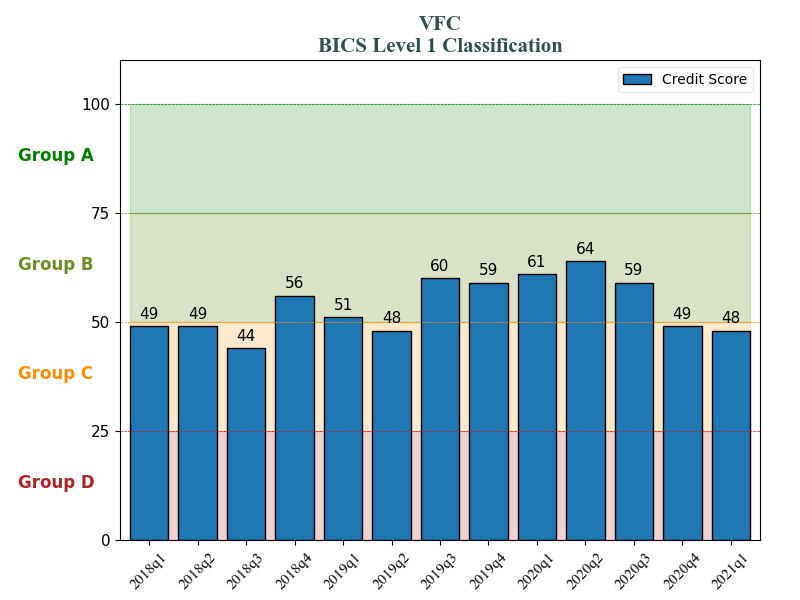 VFC
BICS Level 1 Classification
Credit Score
100
Group A
75
64
Group B
61
60
59
59
56
51
50
49
49
49
48
48
44
Group C
25
Group D
0
2018q1
2018q2
2018q3
2018q4
2019q1
2019q2
2019q3
2019q4
2020q1
2020q2
2020q3
2020q4
2021q1